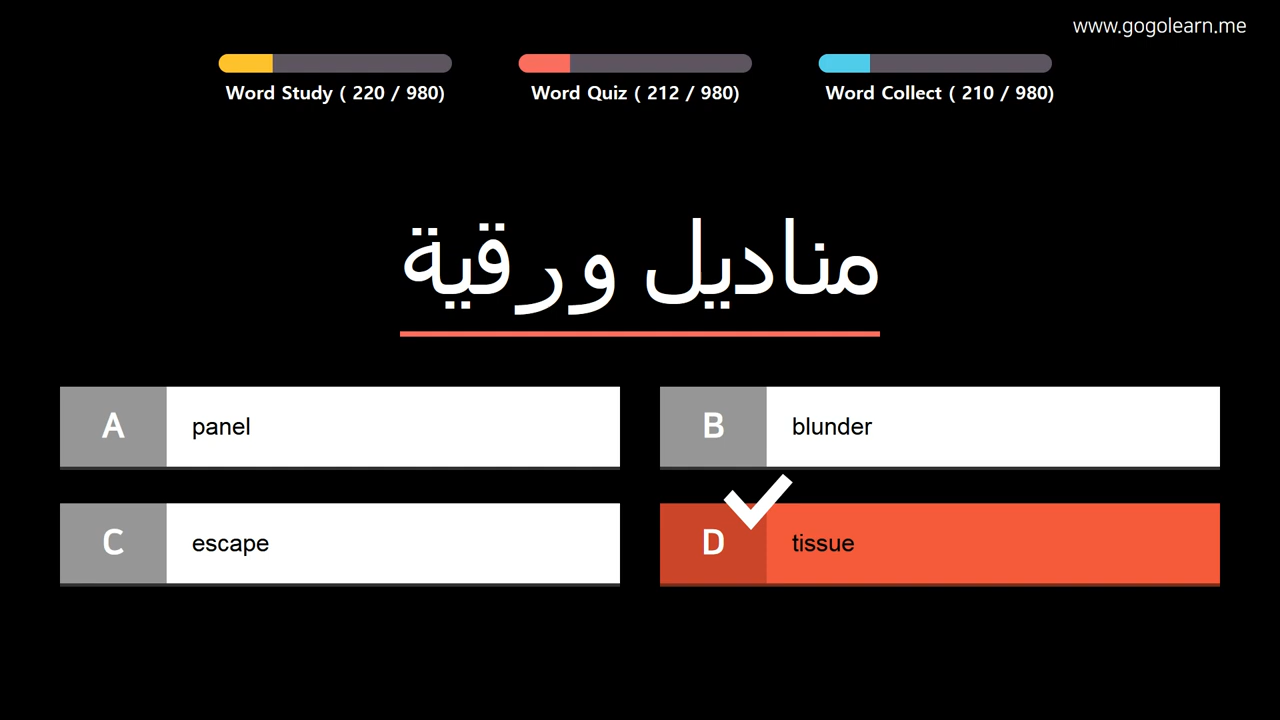 www.gogolearn.me
Word Study ( 220 / 980)
Word Quiz ( 212 / 980)
Word Collect ( 210 / 980)
مناديل ورقية
A panel
B blunder
C escape
D tissue